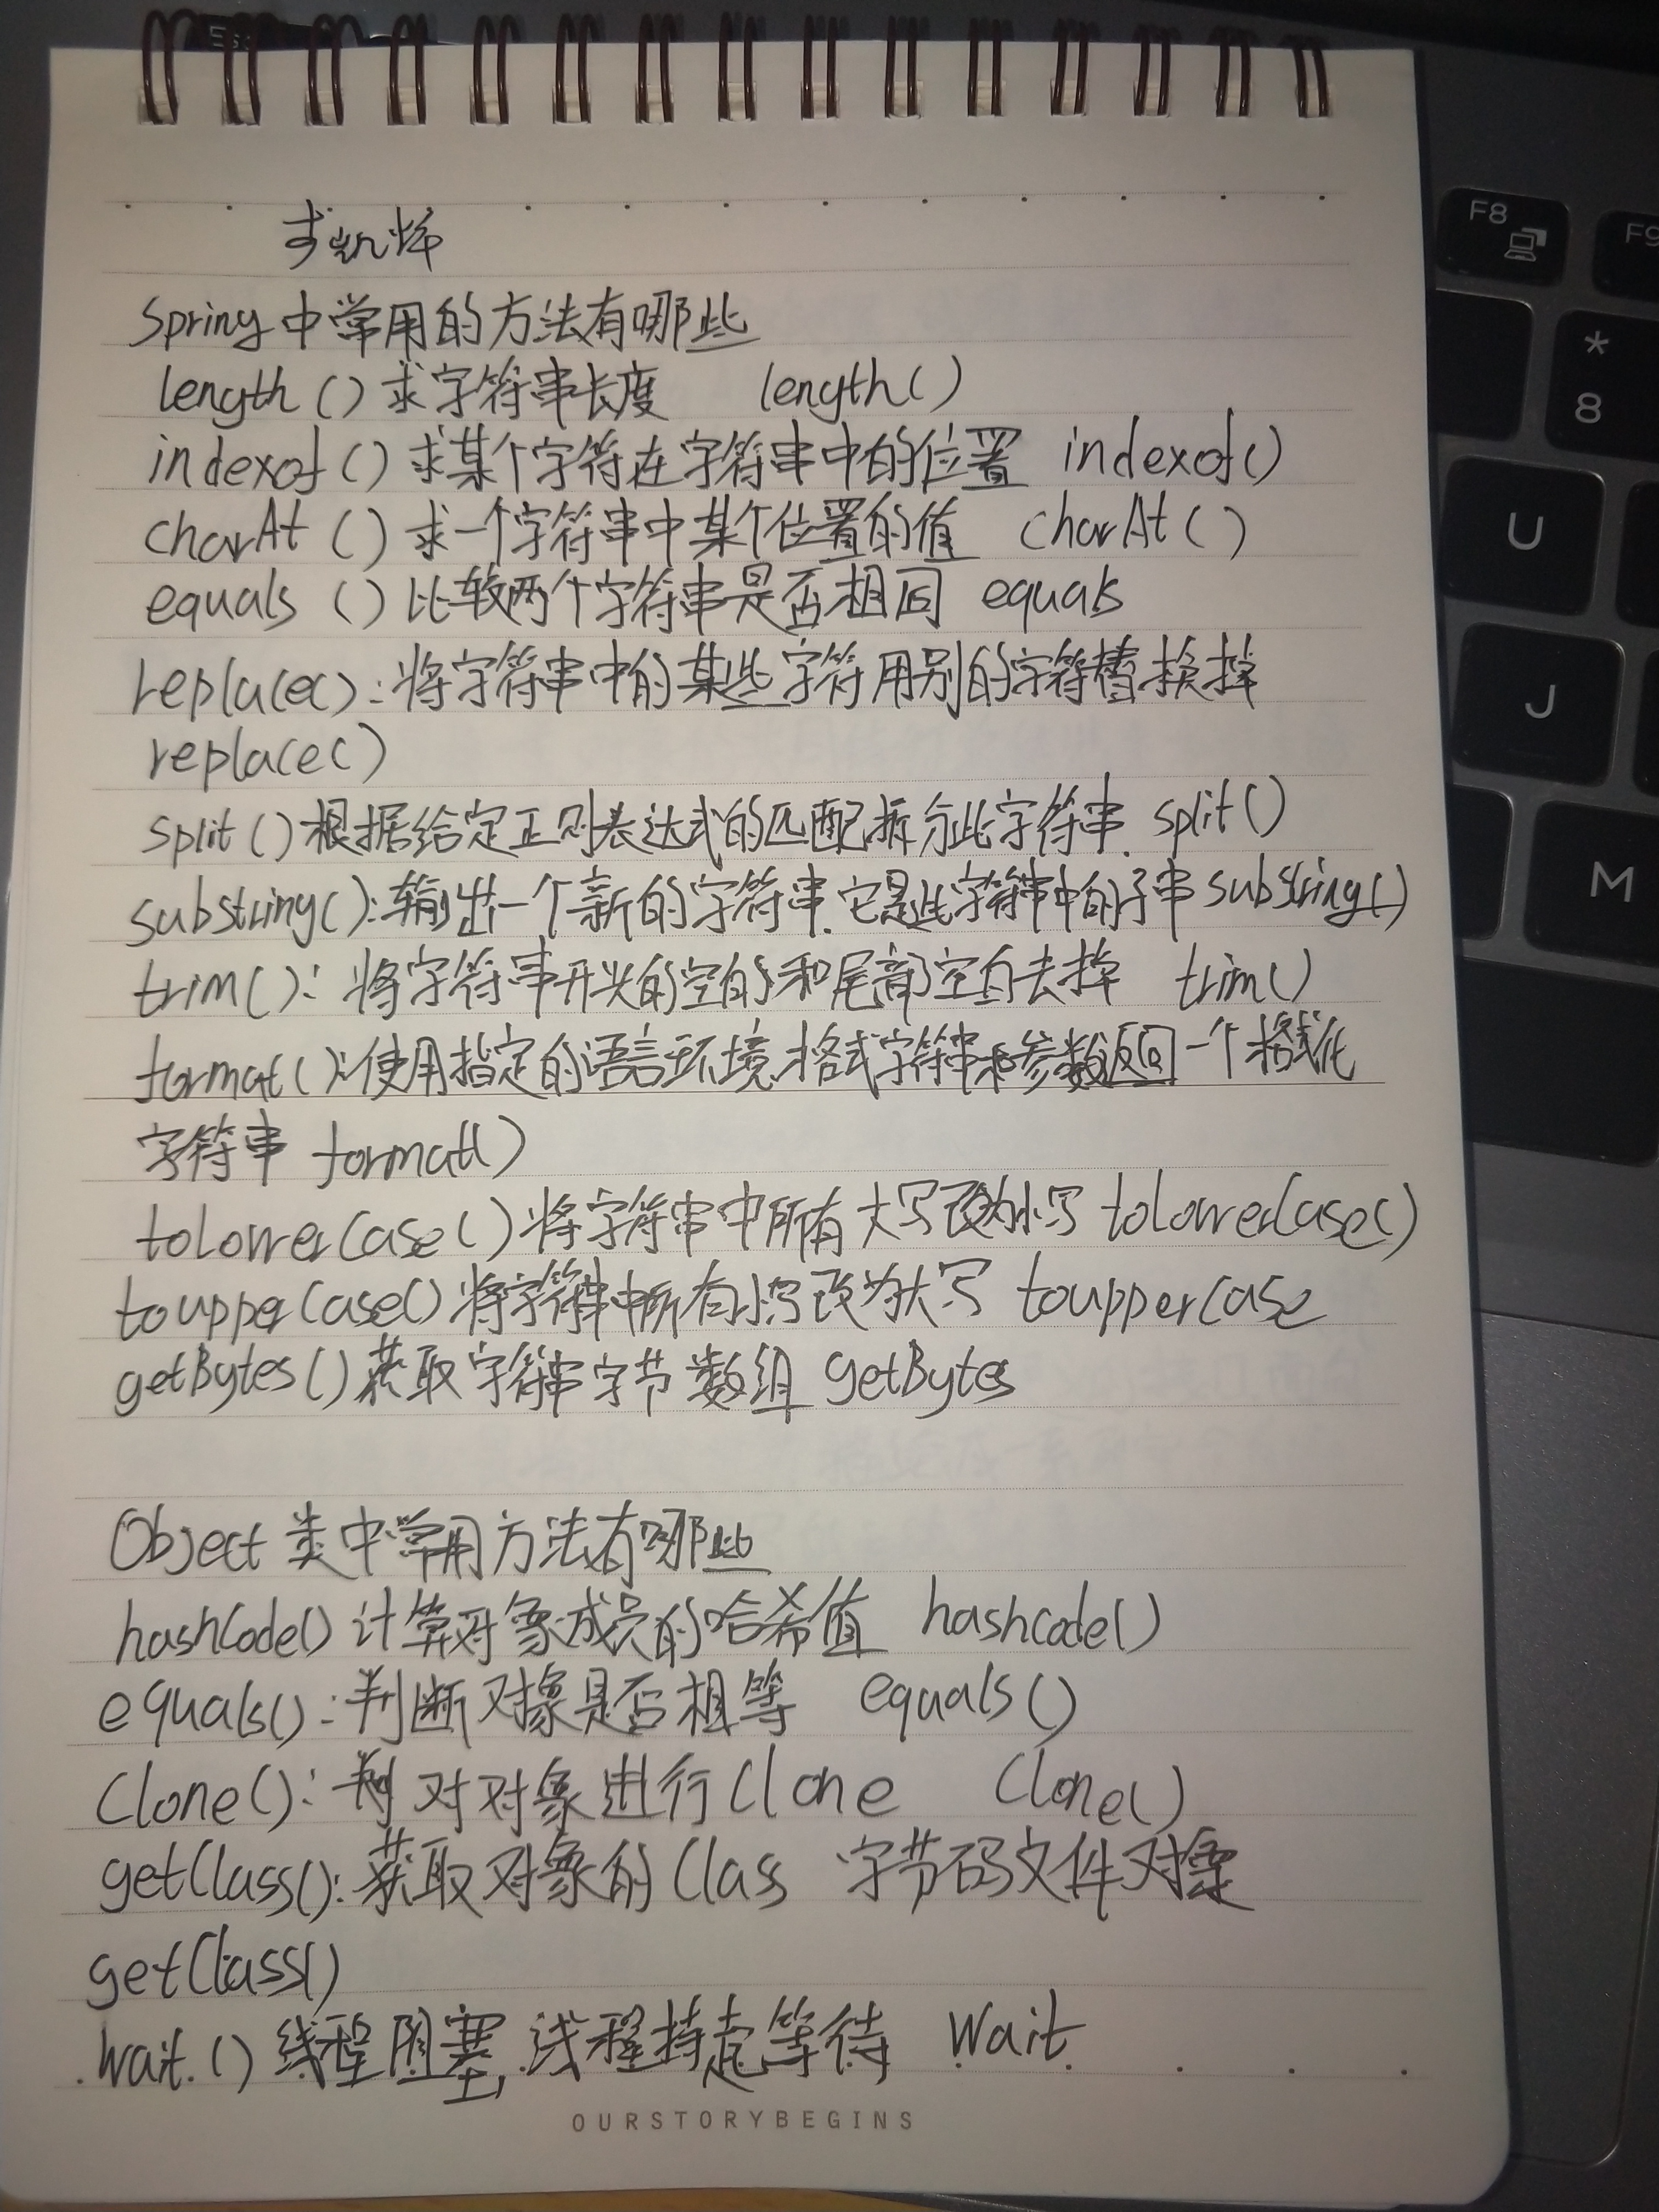 Spring中常用的方法有哪些
length()求字符串长度 length()
indexof()求某个字符在字符串中的位置 indexof()
charAt()求一个字符串中某个位置的值 charAt()
equals()比较两个字符串是否相同 equals
replace():将字符串中的某些字符用别的字符替换掉
replace()
split()根据给定正则表达式的匹配拆分此字符串. split()
substring():输出一个新的字符串.它是此字符串中的子串 substring()
trim():将字符串开头的空白和尾部空白去掉 trim()
format():使用指定的语言环境.格式字符串和参数返回一个格式化
字符串 format()
toLowerCase()将字符串中所有大写改为小写 toLowerCase()
toupperCase()将字符串中所有小写改为大写 toupperCase
getBytes()获取字符串字节数组 getBytes
Object类中常用方法有哪些
hashCode()计算对象成员的哈希值 hashCode()
equals():判断对象是否相等 equals()
Clone():对对象进行Clone Clone()
getClass():获取对象的Class 字节码文件对象
getClass()
wait.()线程阻塞,线程持起等待 Wait.
OURSTORYBEGINS
Esc
F8
F9
*
8
U
J
M